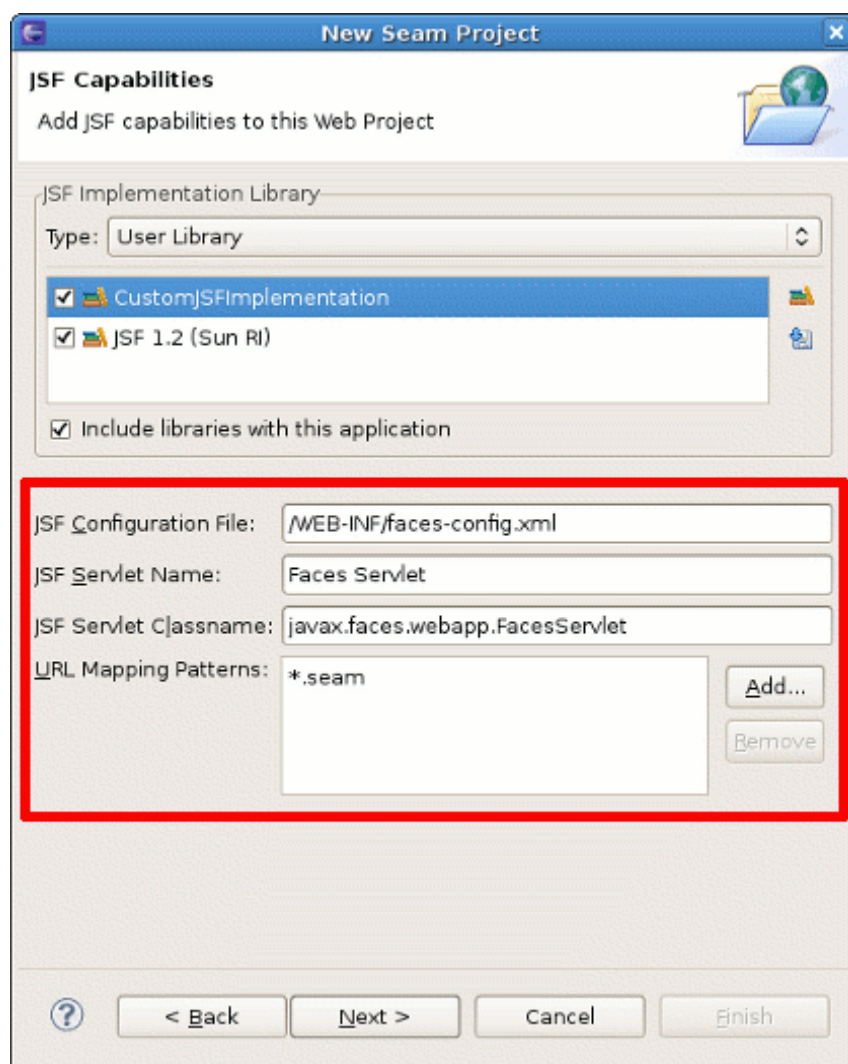 New Seam Project
JSF Capabilities
Add JSF capabilities to this Web Project
JSF Implementation Library
Type: User Library
CustomJSFImplementation
JSF 1.2 (Sun RI)
Include libraries with this application
JSF Configuration File: /WEB-INF/faces-config.xml
JSF Servlet Name: Faces Servlet
JSF Servlet Classname: javax.faces.webapp.FacesServlet
URL Mapping Patterns: *.seam
Add...
Remove
? < Back Next > Cancel Finish